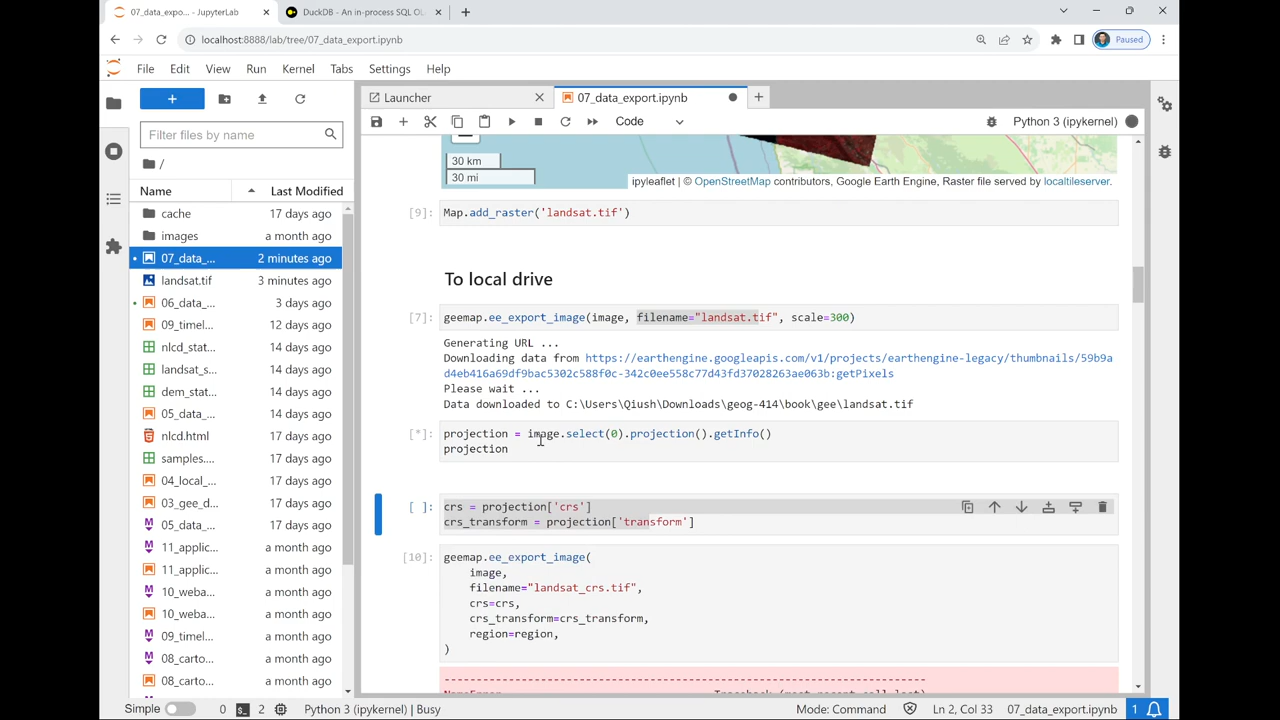 07_data_expo... - JupyterLab
DuckDB - An in-process SQL OL
localhost:8888/lab/tree/07_data_export.ipynb
Paused
File Edit View Run Kernel Tabs Settings Help
Launcher
07_data_export.ipynb
Code
Python 3 (ipykernel)
Filter files by name
/
Name Last Modified
cache 17 days ago
images a month ago
07_data_... 2 minutes ago
landsat.tif 3 minutes ago
06_data_... 3 days ago
09_timel... 12 days ago
nlcd_stat... 14 days ago
landsat_s... 14 days ago
dem_stat... 14 days ago
05_data_... 14 days ago
nlcd.html 14 days ago
samples.... 14 days ago
04_local_... 17 days ago
03_gee_d... 17 days ago
05_data_... 17 days ago
11_applic... a month ago
11_applic... a month ago
10_weba... a month ago
10_weba... a month ago
09_timel... a month ago
08_carto... a month ago
08_carto... a month ago
30 km
30 mi
ipyleaflet | © OpenStreetMap contributors, Google Earth Engine, Raster file served by localtileserver.
[9]: Map.add_raster('landsat.tif')
To local drive
[7]: geemap.ee_export_image(image, filename="landsat.tif", scale=300)
Generating URL ...
Downloading data from https://earthengine.googleapis.com/v1/projects/earthengine-legacy/thumbnails/59b9a
d4eb416a69df9bac5302c588f0c-342c0ee558c77d43fd37028263ae063b:getPixels
Please wait ...
Data downloaded to C:\Users\Qiush\Downloads\geog-414\book\gee\landsat.tif
[*]: projection = image.select(0).projection().getInfo()
projection
[ ]: crs = projection['crs']
crs_transform = projection['transform']
[10]: geemap.ee_export_image(
image,
filename="landsat_crs.tif",
crs=crs,
crs_transform=crs_transform,
region=region,
)
---------------------------------------------------------------------------
NameError Traceback (most recent call last)
Simple 0 2 Python 3 (ipykernel) | Busy
Mode: Command Ln 2, Col 33 07_data_export.ipynb 1